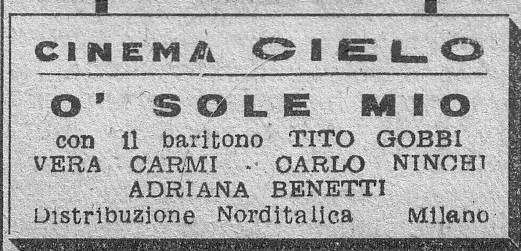 CINEMA CIELO
O' SOLE MIO
con il baritono TITO GOBBI
VERA CARMI - CARLO NINCHI
ADRIANA BENETTI
Distribuzione Norditalica Milano